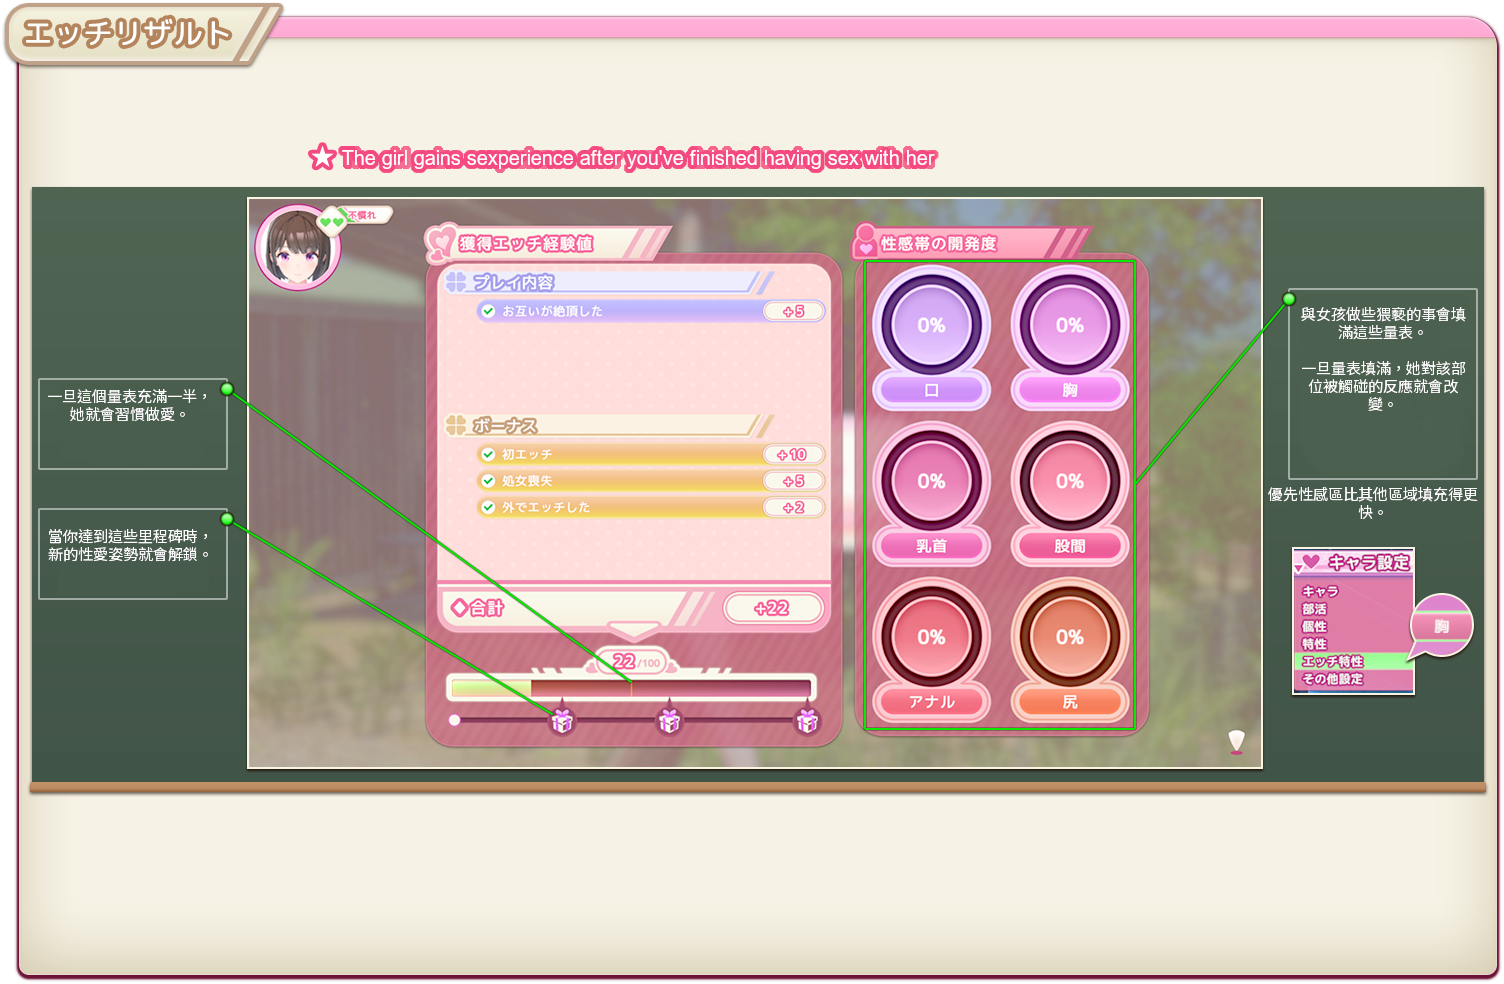 エッチリザルト
The girl gains sexperience after you've finished having sex with her
不慣れ
獲得エッチ経験値
プレイ内容
お互いが絶頂した +5
ボーナス
初エッチ +10
処女喪失 +5
外でエッチした +2
合計 +22
22/100
性感帯の開発度
0% 0%
口 胸
0% 0%
乳首 股間
0% 0%
アナル 尻
一旦這個量表充滿一半，
她就會習慣做愛。
當你達到這些里程碑時，
新的性愛姿勢就會解鎖。
與女孩做些猥褻的事會填
滿這些量表。
一旦量表填滿，她對該部
位被觸碰的反應就會改
變。
優先性感區比其他區域填充得更
快。
キャラ設定
キャラ
部活
個性
特性
エッチ特性
その他設定
胸